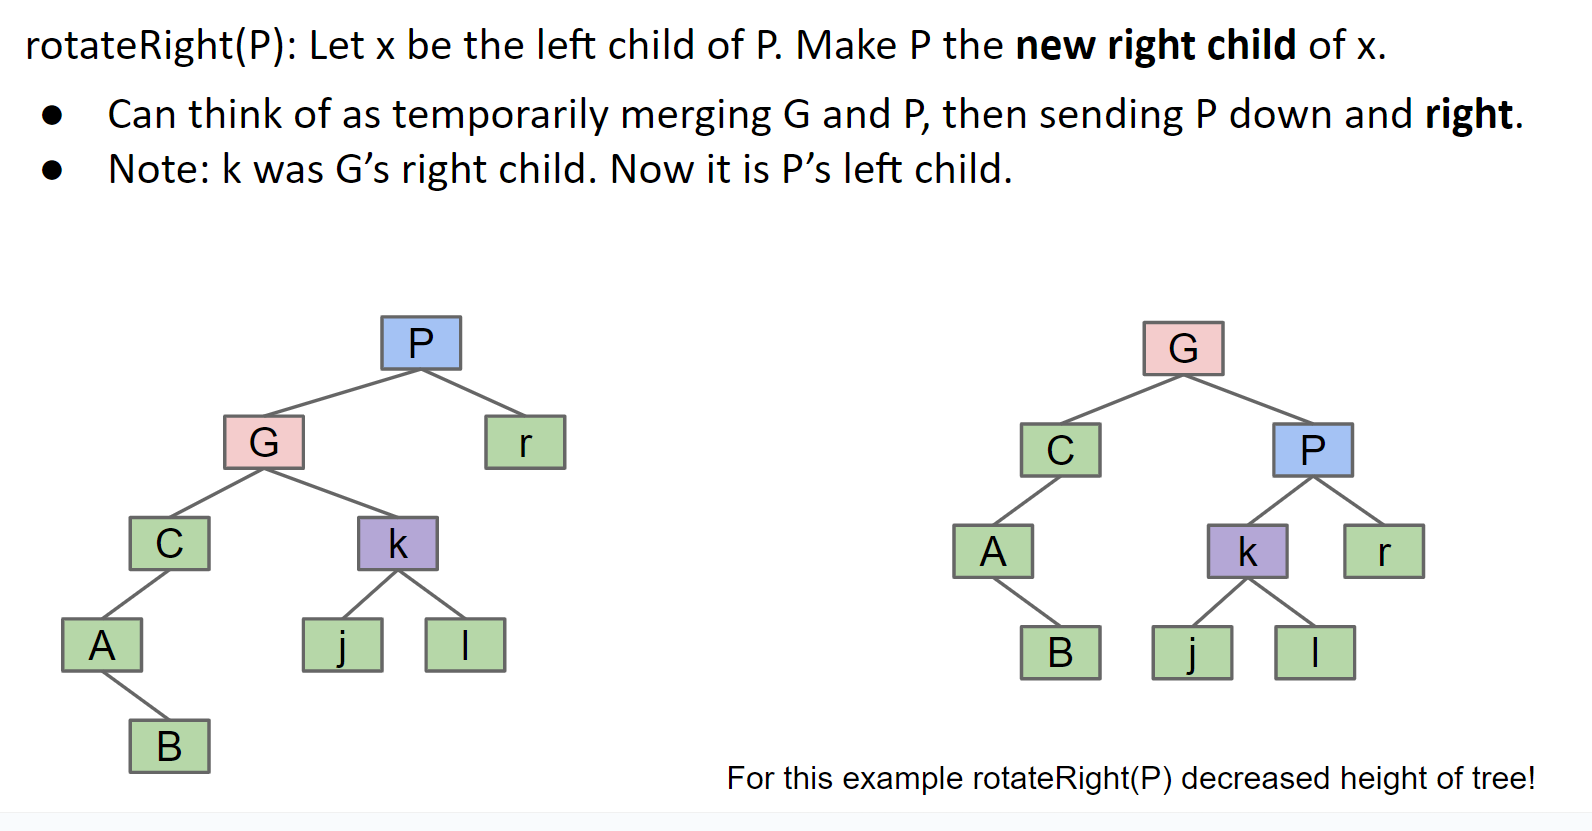 rotateRight(P): Let x be the left child of P. Make P the new right child of x.
● Can think of as temporarily merging G and P, then sending P down and right.
● Note: k was G’s right child. Now it is P’s left child.
P
G
G
r
C
P
C
k
A
k
r
A
j
l
B
j
l
B
For this example rotateRight(P) decreased height of tree!